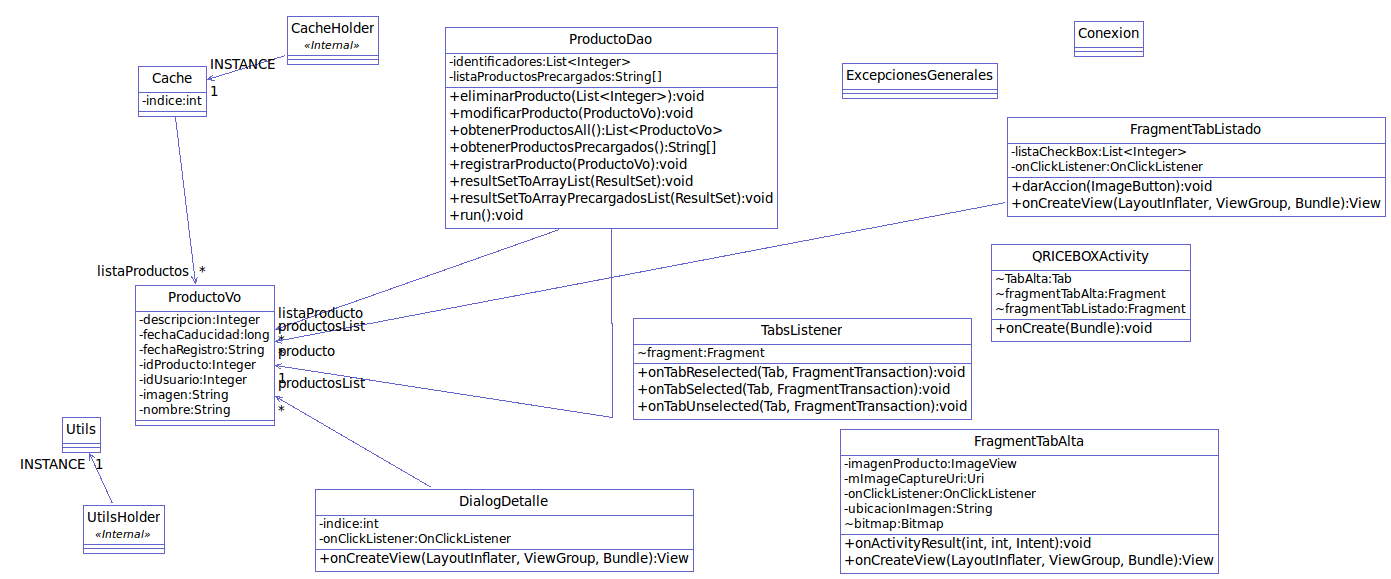 CacheHolder
«Internal»
INSTANCE
1
Cache
-indice:int
ProductoDao
-identificadores:List<Integer>
-listaProductosPrecargados:String[]
+eliminarProducto(List<Integer>):void
+modificarProducto(ProductoVo):void
+obtenerProductosAll():List<ProductoVo>
+obtenerProductosPrecargados():String[]
+registrarProducto(ProductoVo):void
+resultSetToArrayList(ResultSet):void
+resultSetToArrayPrecargadosList(ResultSet):void
+run():void
Conexion
ExcepcionesGenerales
FragmentTabListado
-listaCheckBox:List<Integer>
-onClickListener:OnClickListener
+darAccion(ImageButton):void
+onCreateView(LayoutInflater, ViewGroup, Bundle):View
QRICEBOXActivity
~TabAlta:Tab
~fragmentTabAlta:Fragment
~fragmentTabListado:Fragment
+onCreate(Bundle):void
listaProductos *
ProductoVo
-descripcion:Integer
-fechaCaducidad:long
-fechaRegistro:String
-idProducto:Integer
-idUsuario:Integer
-imagen:String
-nombre:String
listaProducto
productosList
*
producto
*
1
productosList
*
TabsListener
~fragment:Fragment
+onTabReselected(Tab, FragmentTransaction):void
+onTabSelected(Tab, FragmentTransaction):void
+onTabUnselected(Tab, FragmentTransaction):void
Utils
INSTANCE 1
UtilsHolder
«Internal»
DialogDetalle
-indice:int
-onClickListener:OnClickListener
+onCreateView(LayoutInflater, ViewGroup, Bundle):View
FragmentTabAlta
-imagenProducto:ImageView
-mImageCaptureUri:Uri
-onClickListener:OnClickListener
-ubicacionImagen:String
~bitmap:Bitmap
+onActivityResult(int, int, Intent):void
+onCreateView(LayoutInflater, ViewGroup, Bundle):View